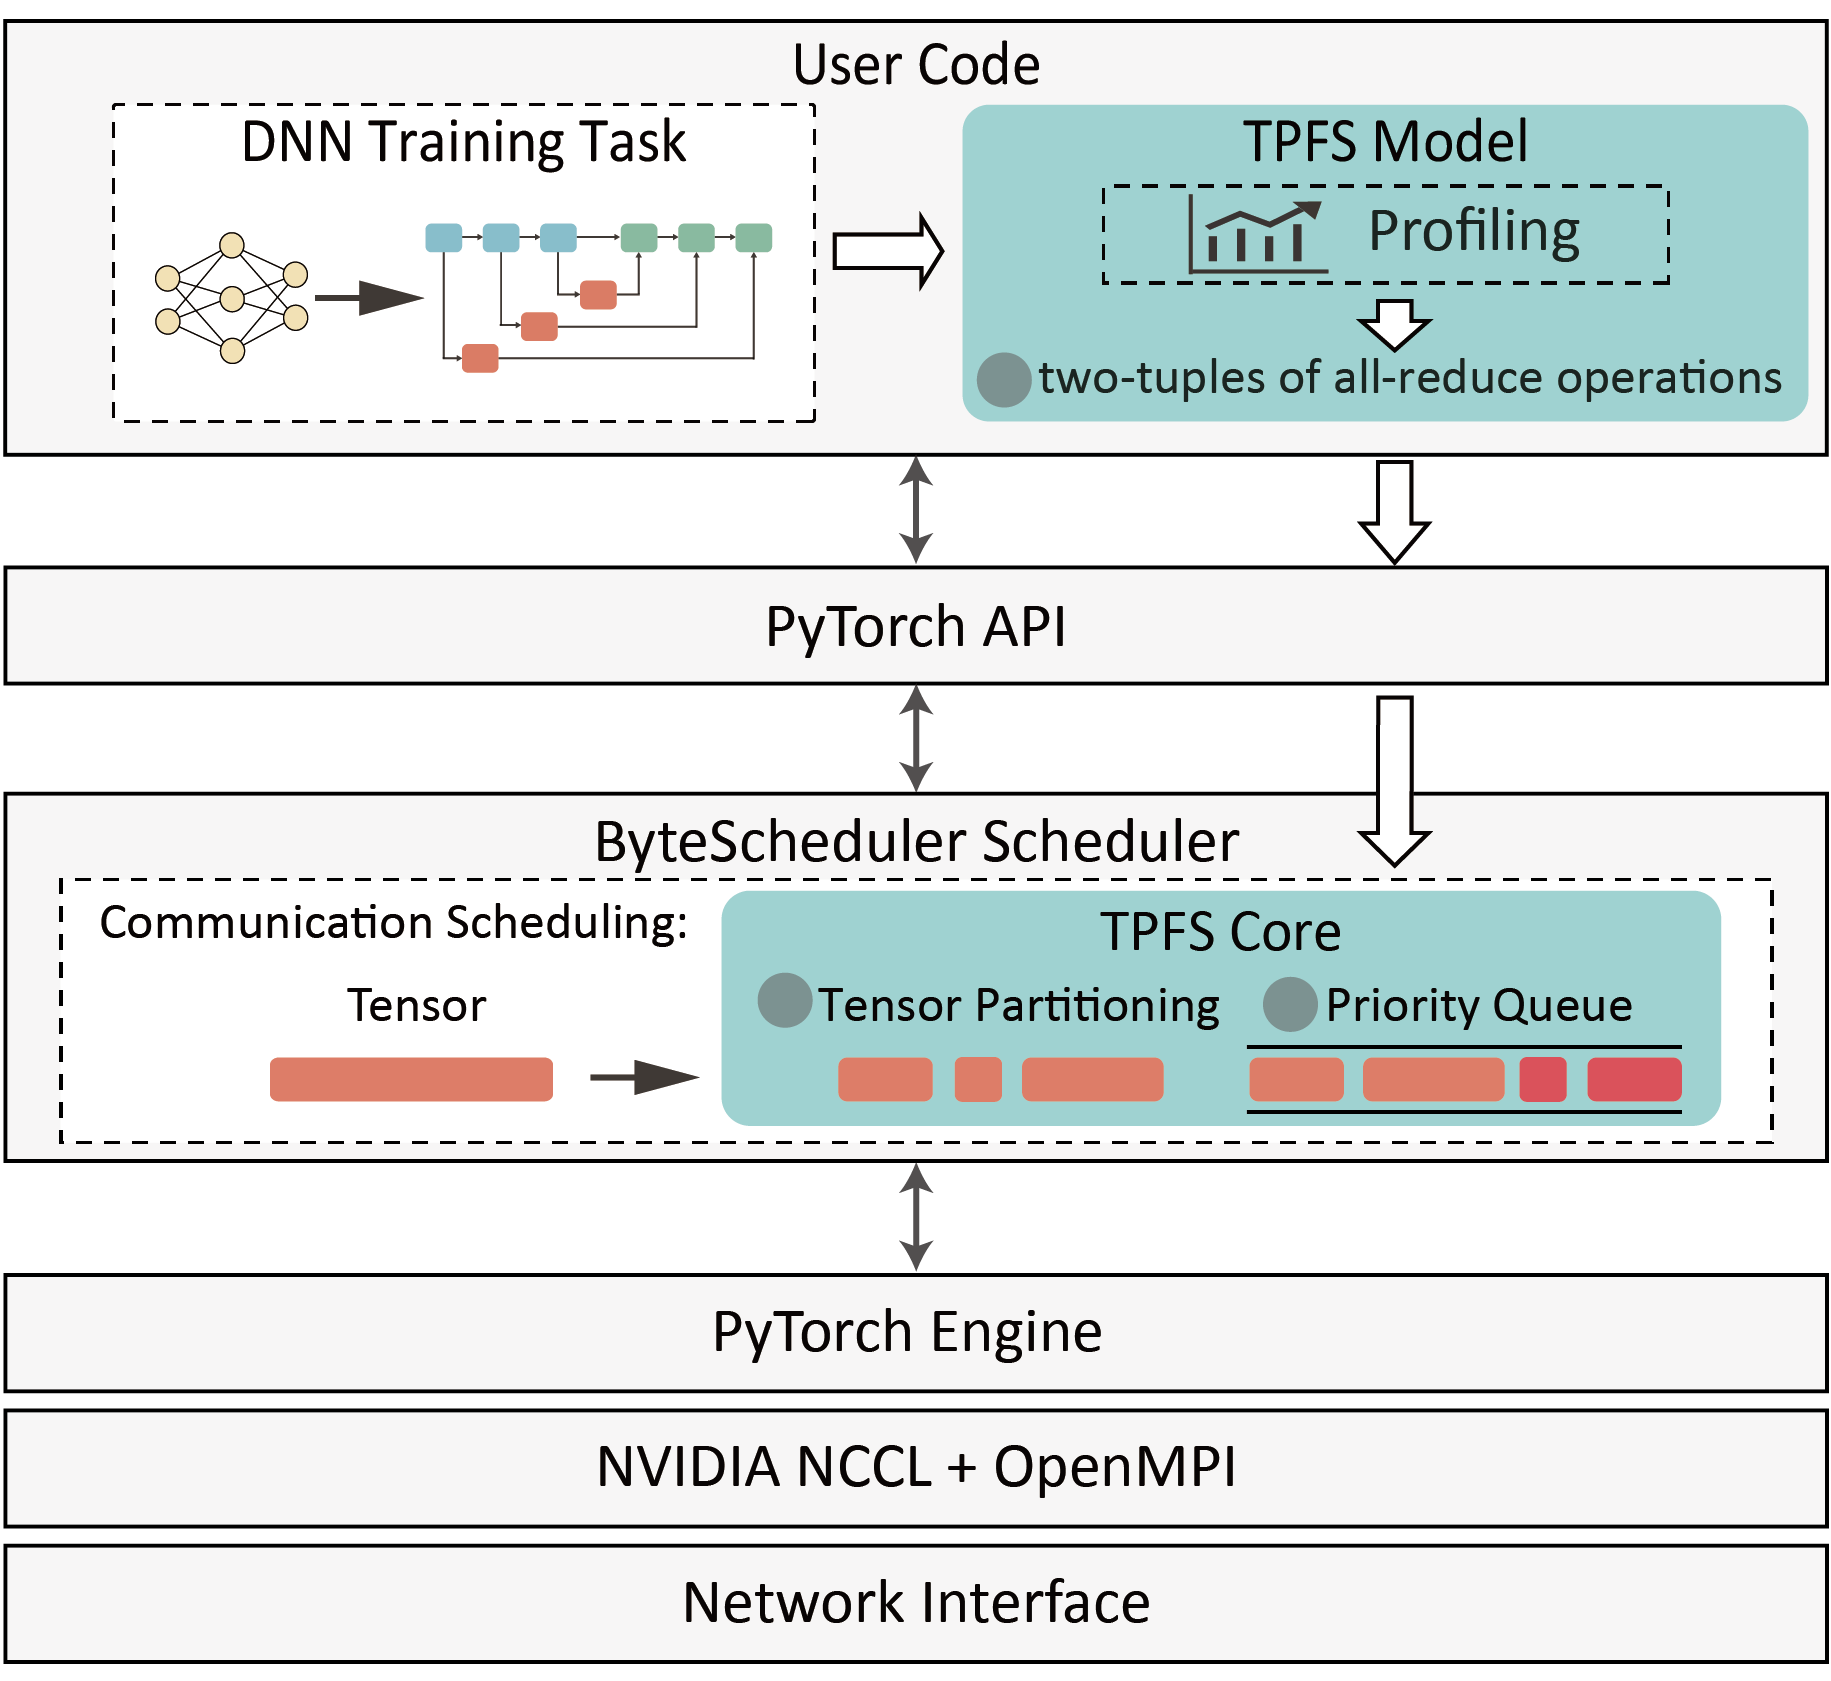 User Code
DNN Training Task
TPFS Model
Profiling
two-tuples of all-reduce operations
PyTorch API
ByteScheduler Scheduler
Communication Scheduling:
TPFS Core
Tensor
Tensor Partitioning
Priority Queue
PyTorch Engine
NVIDIA NCCL + OpenMPI
Network Interface